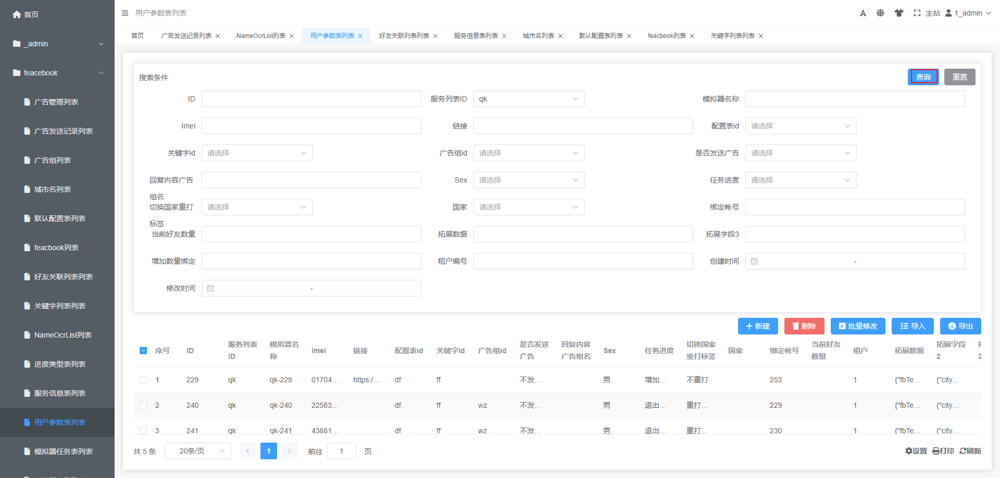 首页
_admin
feacebook
广告管理列表
广告发送记录列表
广告组列表
城市名列表
默认配置表列表
feacbook列表
好友关联列表列表
关键字列表列表
NameOcrList列表
进度类型表列表
服务信息表列表
用户参数表列表
模拟器任务表列表
用户参数表列表
主站 1_admin
首页 广告发送记录列表 NameOcrList列表 用户参数表列表 好友关联列表列表 服务信息表列表 城市名列表 默认配置表列表 feacbook列表 关键字列表列表
搜索条件 查询 重置
ID 服务列表ID qk 模拟器名称
Imei 链接 配置表id 请选择
关键字id 请选择 广告组id 请选择 是否发送广告 请选择
回复内容广告组名 Sex 请选择 任务进度 请选择
切换国家重打标签 请选择 国家 请选择 绑定帐号
当前好友数量 拓展数据 拓展字段3
增加数量绑定 租户编号 创建时间 -
修改时间 -
新建 删除 批量修改 导入 导出
序号 ID 服务列表ID 模拟器名称 Imei 链接 配置表id 关键字id 广告组id 是否发送广告 回复内容广告组名 Sex 任务进度 切换国家重打标签 国家 绑定帐号 当前好友数量 租户 拓展数据 拓展字段2
1 229 qk qk-229 01704... https:/... df ff 不发... 男 增加... 不重打 253 1 {"fbTe... {"city...
2 240 qk qk-240 22583... df ff wz 不发... 男 退出... 重打... 229 1 {"fbTe... {"city...
3 241 qk qk-241 43881... df ff wz 不发... 男 退出... 重打... 230 1 {"fbTe... {"city...
共 5 条 20条/页 1 前往 1 页 设置 打印 刷新